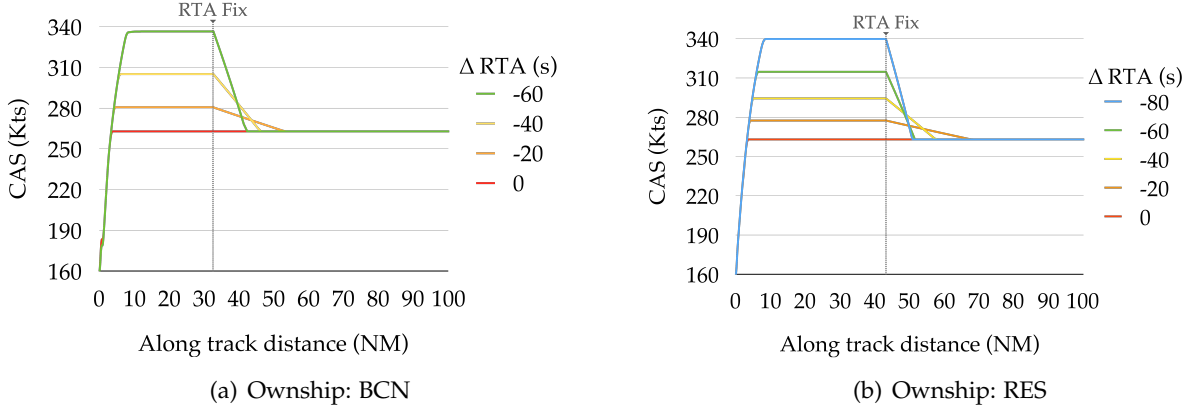 RTA Fix
340
310
280
250
220
190
160
CAS (Kts)
0 10 20 30 40 50 60 70 80 90 100
Along track distance (NM)
Δ RTA (s)
-60
-40
-20
0
(a) Ownship: BCN
RTA Fix
340
310
280
250
220
190
160
CAS (Kts)
0 10 20 30 40 50 60 70 80 90 100
Along track distance (NM)
Δ RTA (s)
-80
-60
-40
-20
0
(b) Ownship: RES